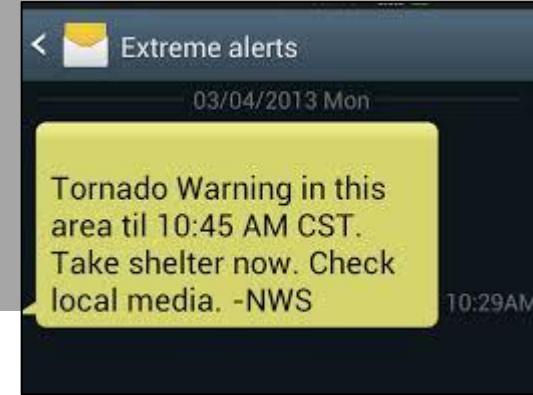 Extreme alerts
03/04/2013 Mon
Tornado Warning in this
area til 10:45 AM CST.
Take shelter now. Check
local media. -NWS
10:29AM